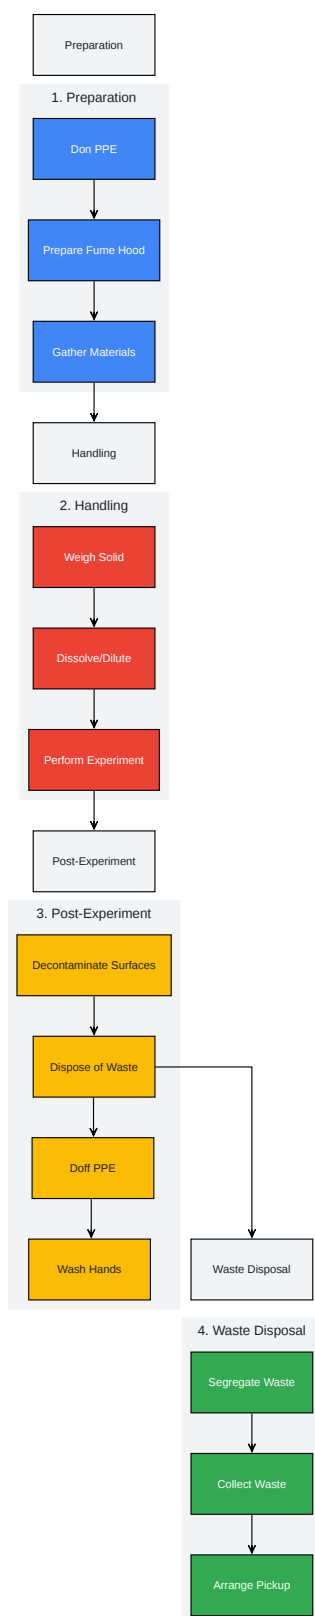 Preparation
1. Preparation
Don PPE
Prepare Fume Hood
Gather Materials
Handling
2. Handling
Weigh Solid
Dissolve/Dilute
Perform Experiment
Post-Experiment
3. Post-Experiment
Decontaminate Surfaces
Dispose of Waste
Doff PPE
Wash Hands
Waste Disposal
4. Waste Disposal
Segregate Waste
Collect Waste
Arrange Pickup